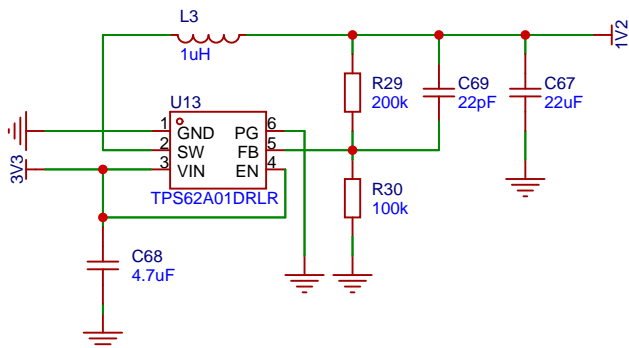 L3
1uH
1V2
R29
200k
C69
22pF
C67
22uF
U13
1 GND PG 6
2 SW FB 5
3 VIN EN 4
TPS62A01DRLR
3V3
R30
100k
C68
4.7uF